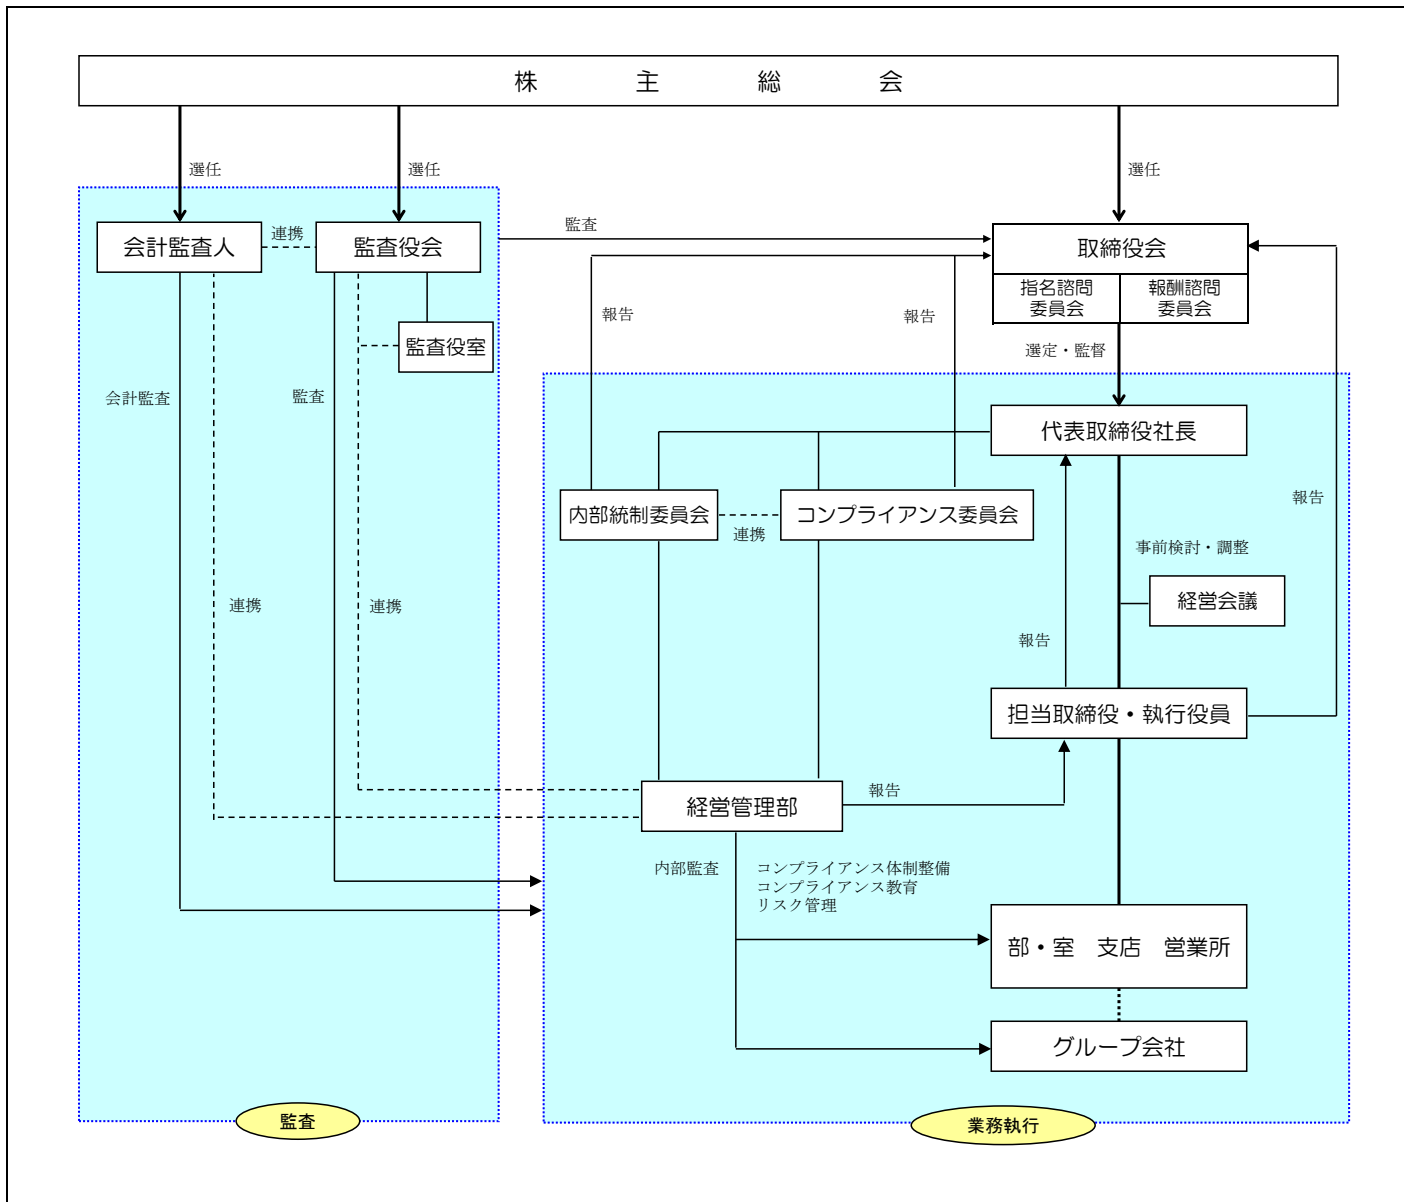 株主総会
選任
選任
選任
会計監査人
連携
監査役会
監査
取締役会
指名諮問
委員会
報酬諮問
委員会
報告
報告
監査役室
選定・監督
会計監査
監査
代表取締役社長
報告
内部統制委員会
連携
コンプライアンス委員会
事前検討・調整
経営会議
連携
連携
報告
担当取締役・執行役員
経営管理部
報告
内部監査
コンプライアンス体制整備
コンプライアンス教育
リスク管理
部・室　支店　営業所
グループ会社
監査
業務執行